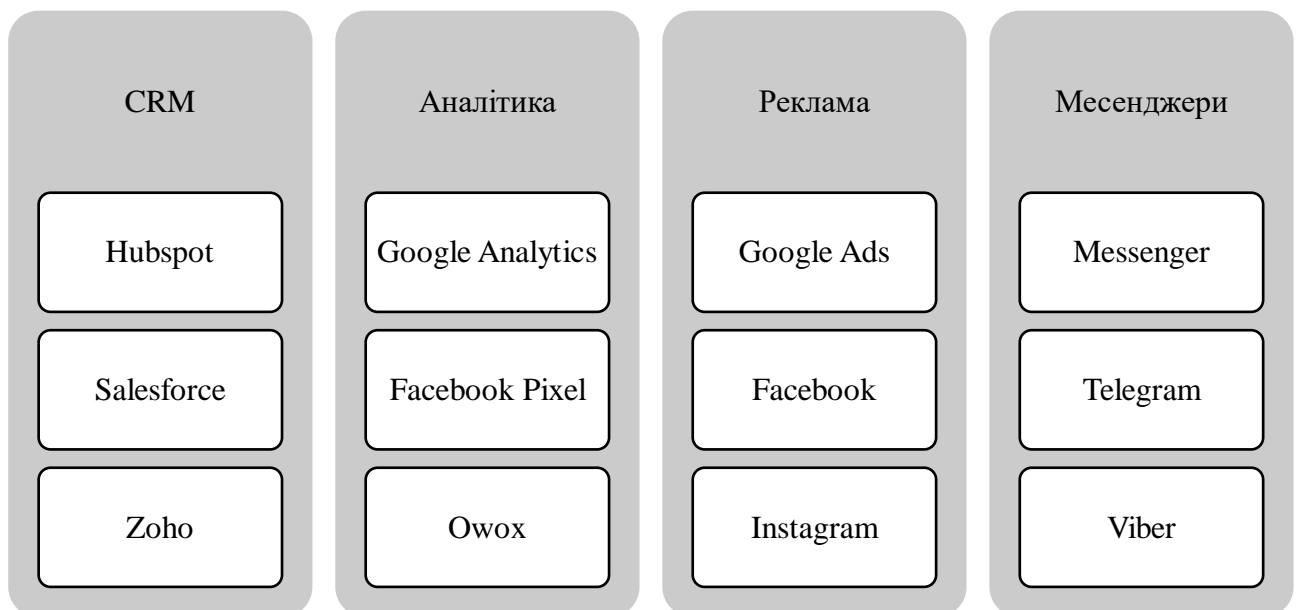 CRM
Hubspot
Salesforce
Zoho
Аналітика
Google Analytics
Facebook Pixel
Owox
Реклама
Google Ads
Facebook
Instagram
Месенджери
Messenger
Telegram
Viber